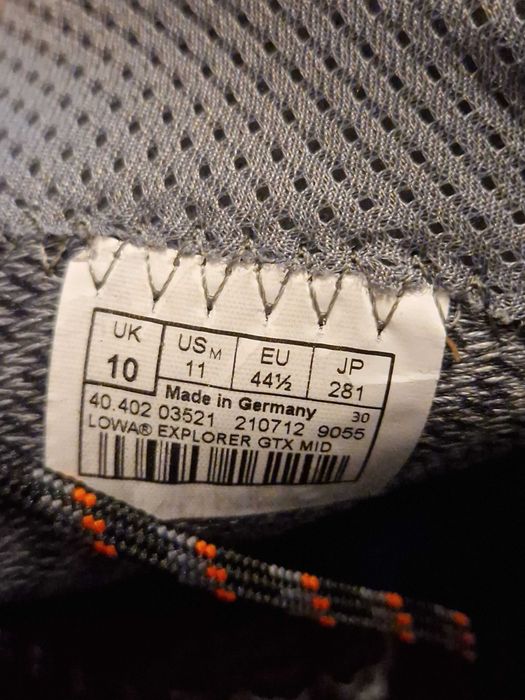 UK US M EU JP
10 11 44½ 281
Made in Germany 30
40.402 03521 210712 9055
LOWA® EXPLORER GTX MID